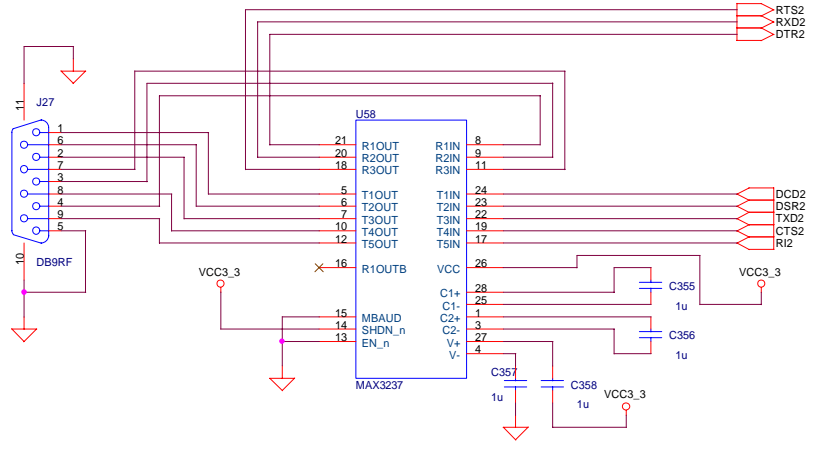 RTS2
RXD2
DTR2
11
J27
1
6
2
7
3
8
4
9
5
10
DB9RF
U58
21 R1OUT R1IN 8
20 R2OUT R2IN 9
18 R3OUT R3IN 11
5 T1OUT T1IN 24 DCD2
6 T2OUT T2IN 23 DSR2
7 T3OUT T3IN 22 TXD2
10 T4OUT T4IN 19 CTS2
12 T5OUT T5IN 17 RI2
16 R1OUTB VCC 26
VCC3_3
VCC3_3
C1+ 28
C1- 25
C355
1u
15 MBAUD C2+ 1
14 SHDN_n C2- 3
13 EN_n V+ 27
V- 4
C356
1u
MAX3237
C357
1u
C358
1u
VCC3_3